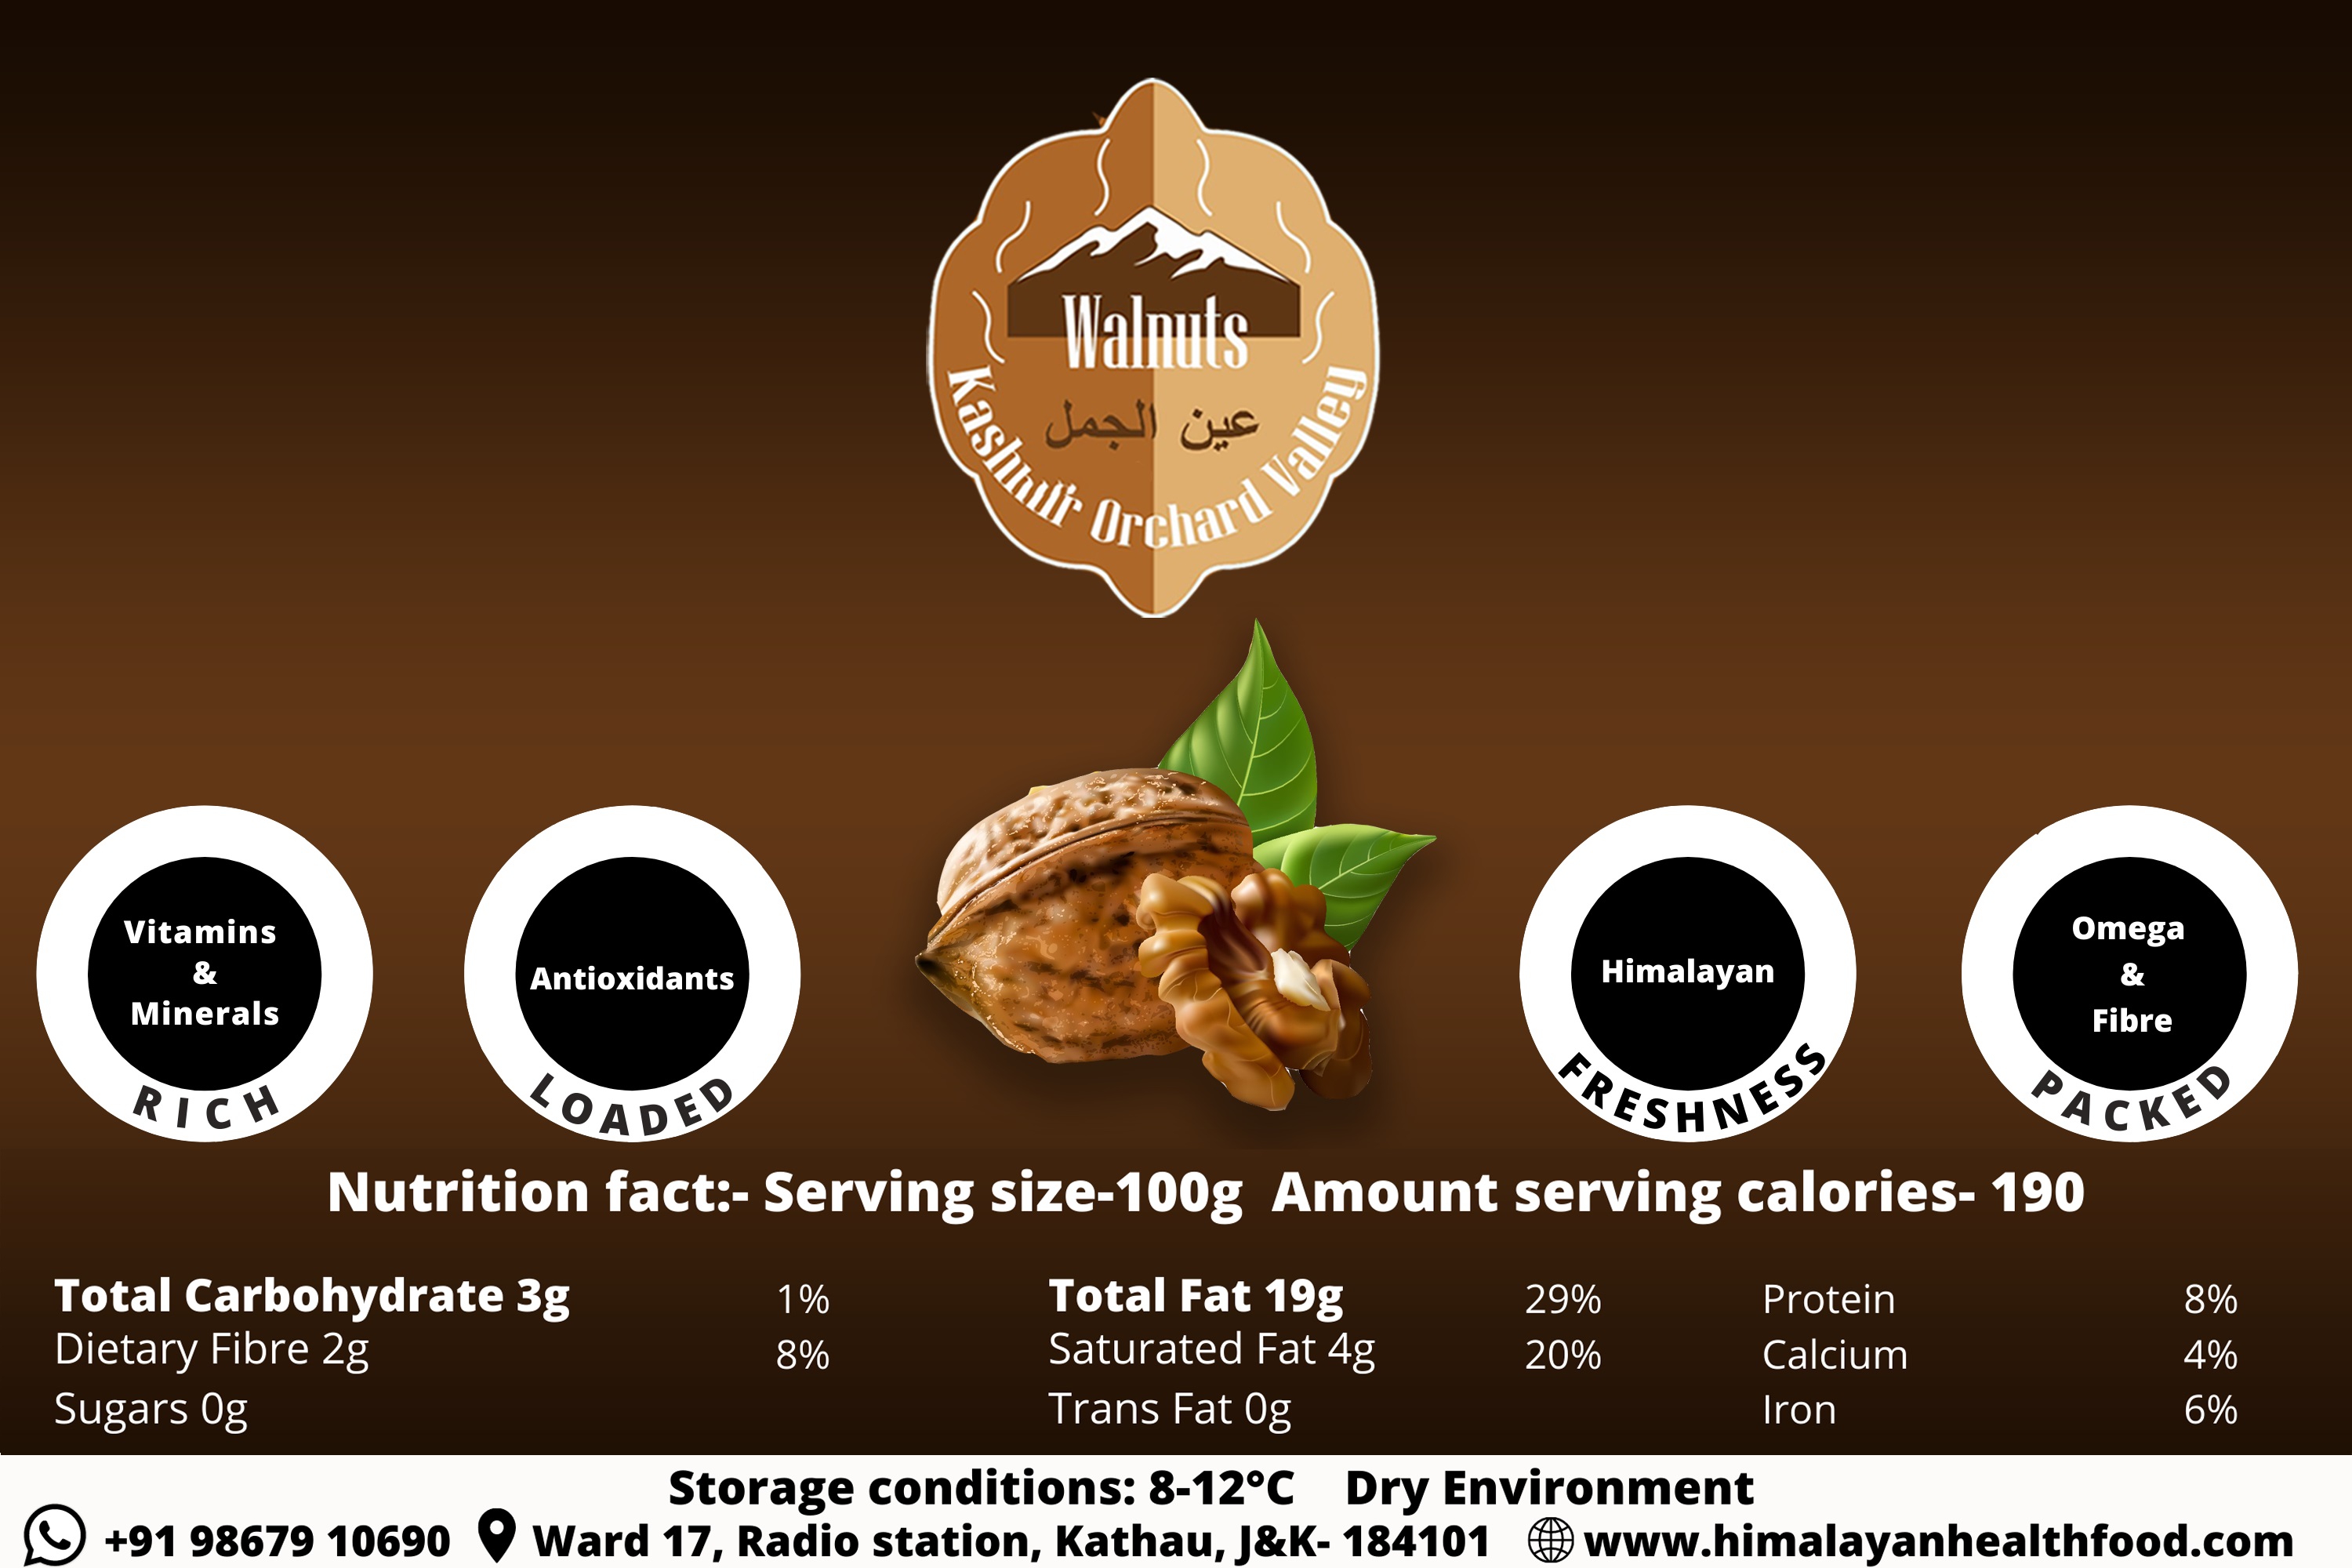 Walnuts
عين الجمل
Kashmir Orchard Valley
Vitamins
&
Minerals
RICH
Antioxidants
LOADED
Himalayan
FRESHNESS
Omega
&
Fibre
PACKED
Nutrition fact:- Serving size-100g Amount serving calories- 190
Total Carbohydrate 3g 1%
Dietary Fibre 2g 8%
Sugars 0g
Total Fat 19g 29%
Saturated Fat 4g 20%
Trans Fat 0g
Protein 8%
Calcium 4%
Iron 6%
Storage conditions: 8-12°C Dry Environment
+91 98679 10690 Ward 17, Radio station, Kathau, J&K- 184101 www.himalayanhealthfood.com